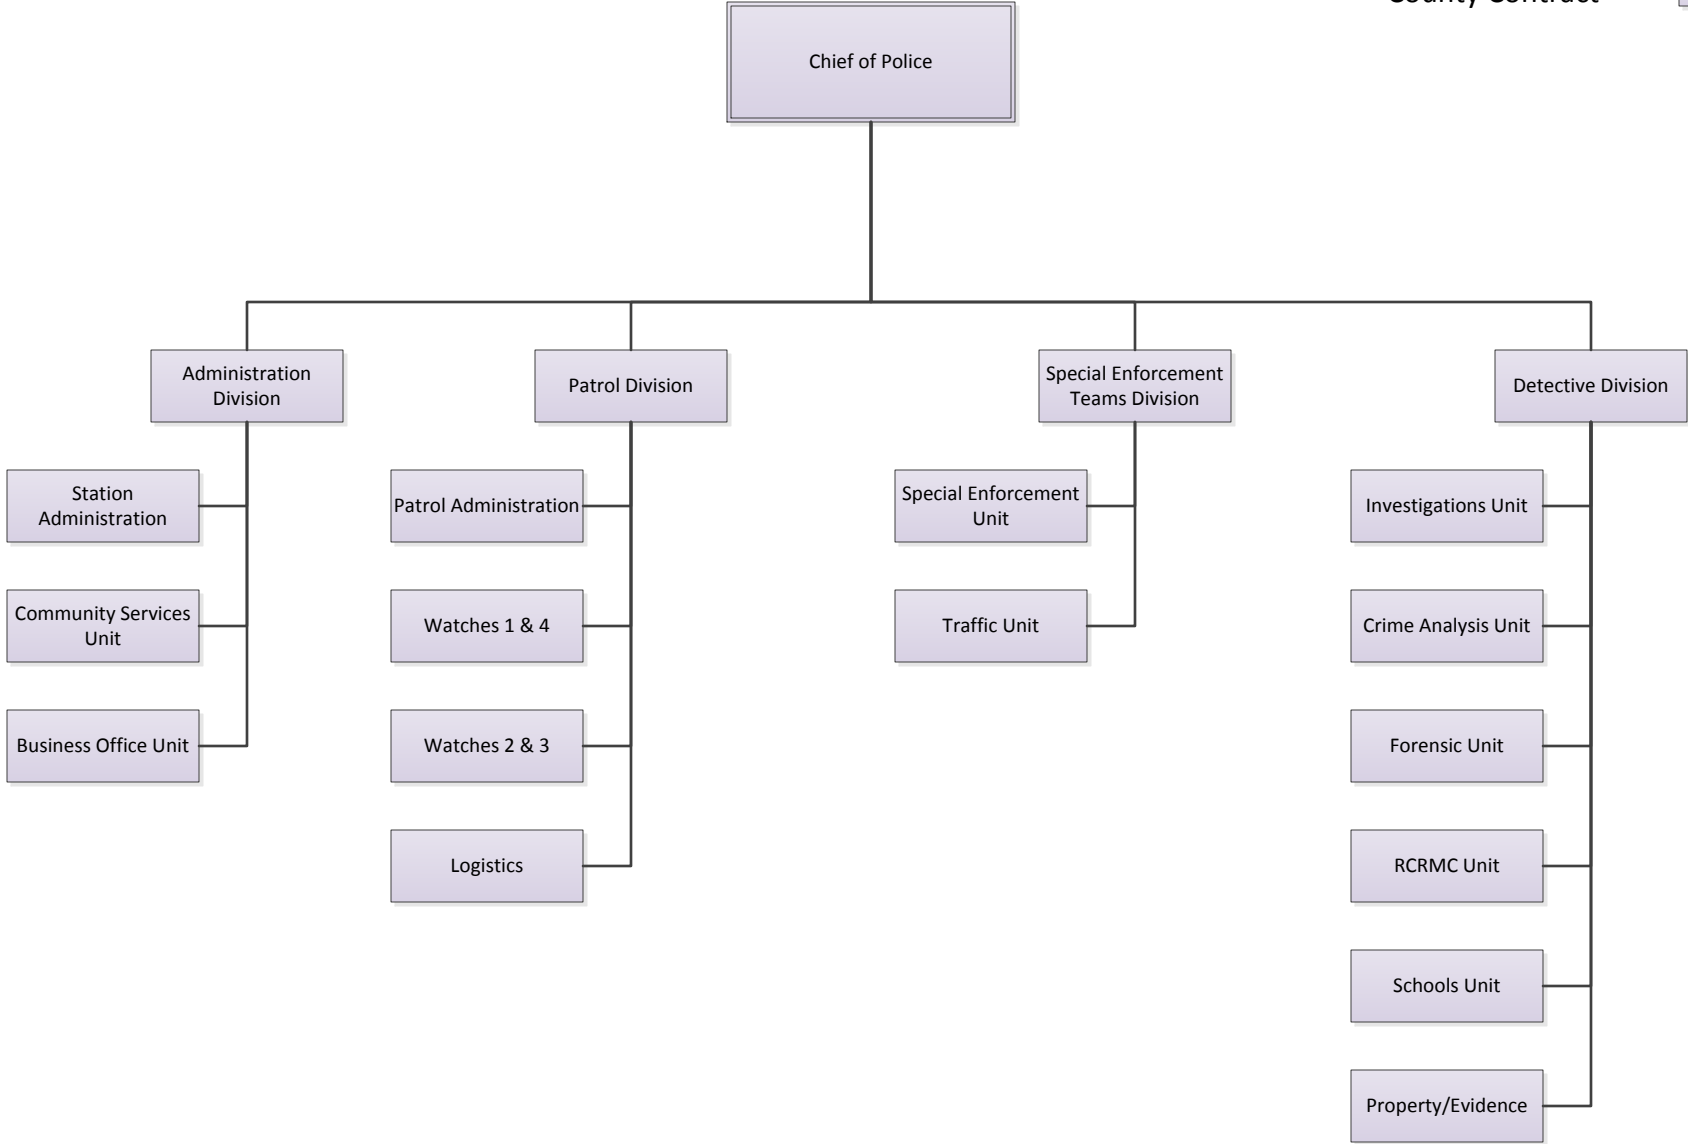 County Contract
Chief of Police
Administration
Division
Patrol Division
Special Enforcement
Teams Division
Detective Division
Station
Administration
Patrol Administration
Special Enforcement
Unit
Investigations Unit
Community Services
Unit
Watches 1 & 4
Traffic Unit
Crime Analysis Unit
Business Office Unit
Watches 2 & 3
Forensic Unit
Logistics
RCRMC Unit
Schools Unit
Property/Evidence